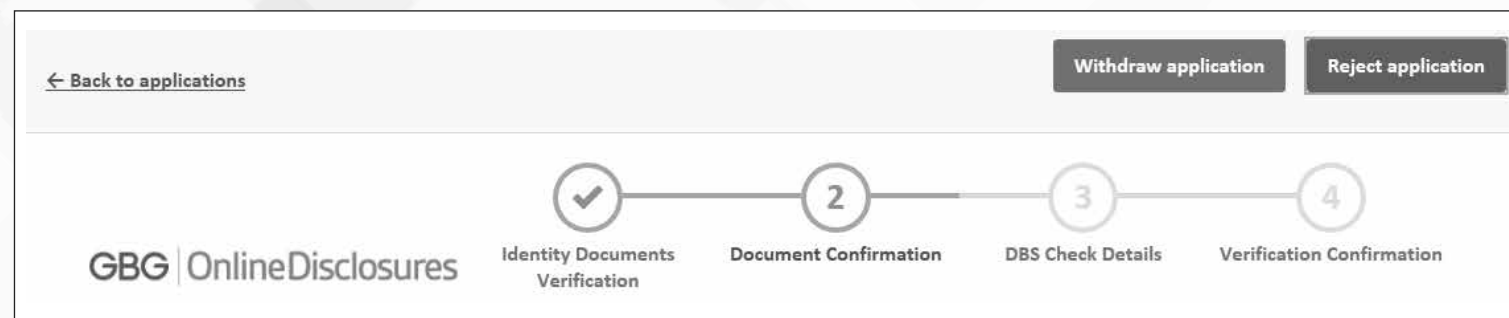 ← Back to applications
Withdraw application
Reject application
2
3
4
Identity Documents
Verification
Document Confirmation
DBS Check Details
Verification Confirmation
GBG | OnlineDisclosures